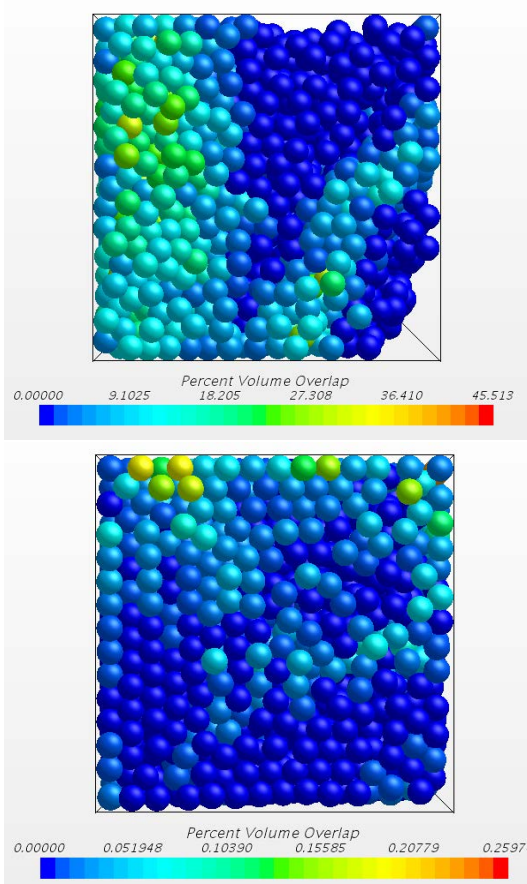 Percent Volume Overlap
0.00000 9.1025 18.205 27.308 36.410 45.513
Percent Volume Overlap
0.00000 0.051948 0.10390 0.15585 0.20779 0.2597